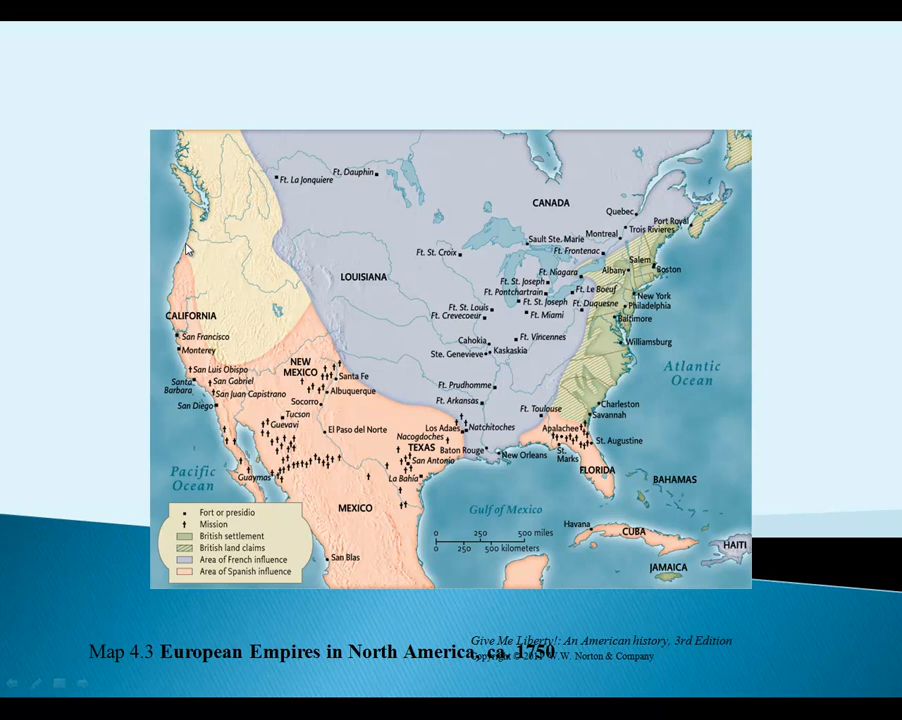 Ft. Dauphin
Ft. La Jonquiere
CANADA
Quebec
Port Royal
Trois Rivieres
Montreal
Sault Ste. Marie
Ft. Frontenac
Ft. St. Croix
LOUISIANA
Salem
Boston
Albany
Ft. Niagara
Ft. St. Joseph
Ft. Pontchartrain
Ft. Le Boeuf
New York
Ft. St. Joseph
Ft. Duquesne
Philadelphia
Ft. St. Louis
Ft. Crevecoeur
Ft. Miami
Baltimore
CALIFORNIA
San Francisco
Monterey
Cahokia
Ft. Vincennes
Williamsburg
Ste. Genevieve
Kaskaskia
San Luis Obispo
NEW
MEXICO
Santa Fe
Atlantic
Ocean
Santa
Barbara
San Gabriel
San Juan Capistrano
Albuquerque
Ft. Prudhomme
San Diego
Socorro
Ft. Arkansas
Charleston
Tucson
Ft. Toulouse
Savannah
Guevavi
El Paso del Norte
Los Adaes
Natchitoches
Apalachee
Nacogdoches
St. Augustine
TEXAS
Baton Rouge
New Orleans
St.
Marks
San Antonio
FLORIDA
Pacific
Ocean
Guaymas
La Bahía
BAHAMAS
MEXICO
Gulf of Mexico
Havana
CUBA
HAITI
JAMAICA
San Blas
0 250 500 miles
0 250 500 kilometers
Fort or presidio
Mission
British settlement
British land claims
Area of French influence
Area of Spanish influence
Give Me Liberty!: An American history, 3rd Edition
Map 4.3 European Empires in North America, ca. 1750
W.W. Norton & Company